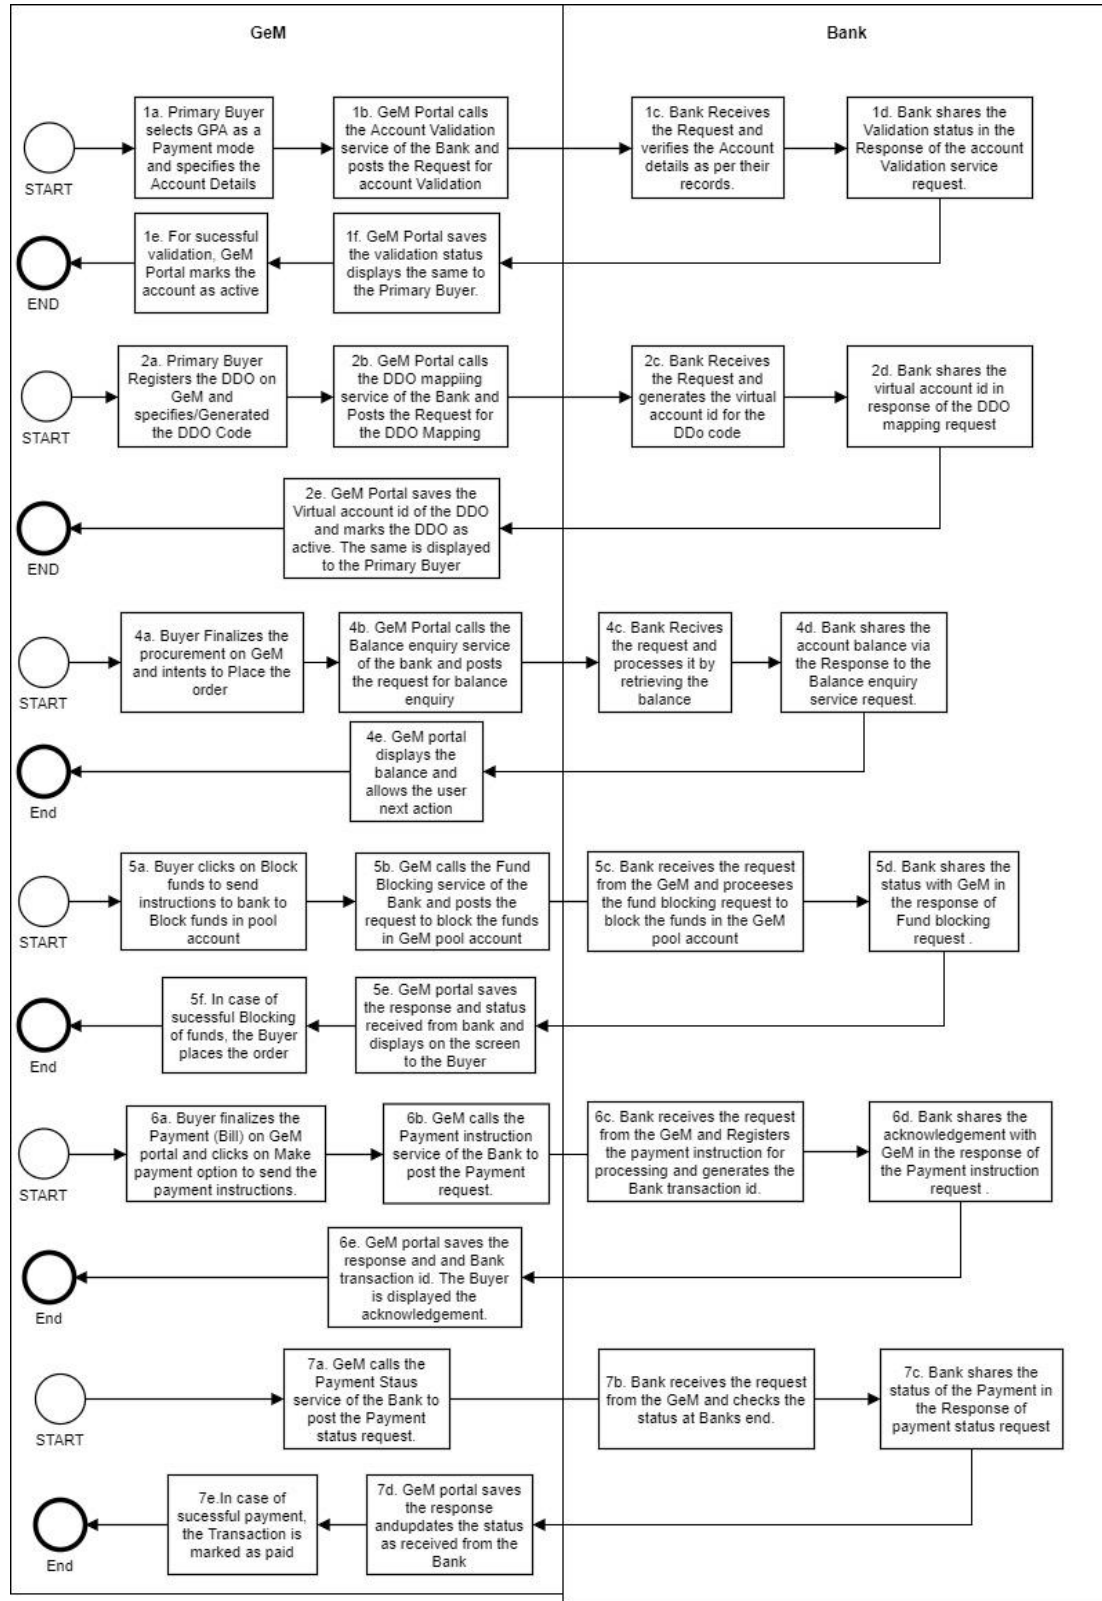 GeM
Bank
1a. Primary Buyer
selects GPA as a
Payment mode
and specifies the
Account Details
1b. GeM Portal calls
the Account Validation
service of the Bank and
posts the Request for
account Validation
1c. Bank Receives
the Request and
verifies the Account
details as per their
records.
1d. Bank shares the
Validation status in the
Response of the account
Validation service
request.
START
1e. For sucessful
validation, GeM
Portal marks the
account as active
1f. GeM Portal saves
the validation status
displays the same to
the Primary Buyer.
END
2a. Primary Buyer
Registers the DDO on
GeM and
specifies/Generated
the DDO Code
2b. GeM Portal calls
the DDO mappiing
service of the Bank and
Posts the Request for
the DDO Mapping
2c. Bank Receives
the Request and
generates the virtual
account id for the
DDo code
2d. Bank shares the
virtual account id in
response of the DDO
mapping request
START
2e. GeM Portal saves the
Virtual account id of the DDO
and marks the DDO as
active. The same is displayed
to the Primary Buyer
END
4a. Buyer Finalizes the
procurement on GeM
and intents to Place the
order
4b. GeM Portal calls the
Balance enquiry service
of the bank and posts
the request for balance
enquiry
4c. Bank Recives
the request and
processes it by
retrieving the
balance
4d. Bank shares the
account balance via
the Response to the
Balance enquiry
service request.
START
4e. GeM portal
displays the
balance and
allows the user
next action
End
5a. Buyer clicks on Block
funds to send
instructions to bank to
Block funds in pool
account
5b. GeM calls the Fund
Blocking service of the
Bank and posts the
request to block the funds
in GeM pool account
5c. Bank receives the request
from the GeM and proceeses
the fund blocking request to
block the funds in the GeM
pool account
5d. Bank shares the
status with GeM in
the response of
Fund blocking
request .
START
5f. In case of
sucessful Blocking
of funds, the Buyer
places the order
5e. GeM portal saves
the response and status
received from bank and
displays on the screen
to the Buyer
End
6a. Buyer finalizes the
Payment (Bill) on GeM
portal and clicks on Make
payment option to send the
payment instructions.
6b. GeM calls the
Payment instruction
service of the Bank to
post the Payment
request.
6c. Bank receives the request
from the GeM and Registers
the payment instruction for
processing and generates the
Bank transaction id.
6d. Bank shares the
acknowledgement with
GeM in the response of
the Payment instruction
request .
START
6e. GeM portal saves the
response and and Bank
transaction id. The Buyer
is displayed the
acknowledgement.
End
7a. GeM calls the
Payment Staus
service of the Bank to
post the Payment
status request.
7b. Bank receives the request
from the GeM and checks the
status at Banks end.
7c. Bank shares the
status of the Payment in
the Response of
payment status request
START
7e.In case of
sucessful payment,
the Transaction is
marked as paid
7d. GeM portal saves
the response
andupdates the status
as received from the
Bank
End